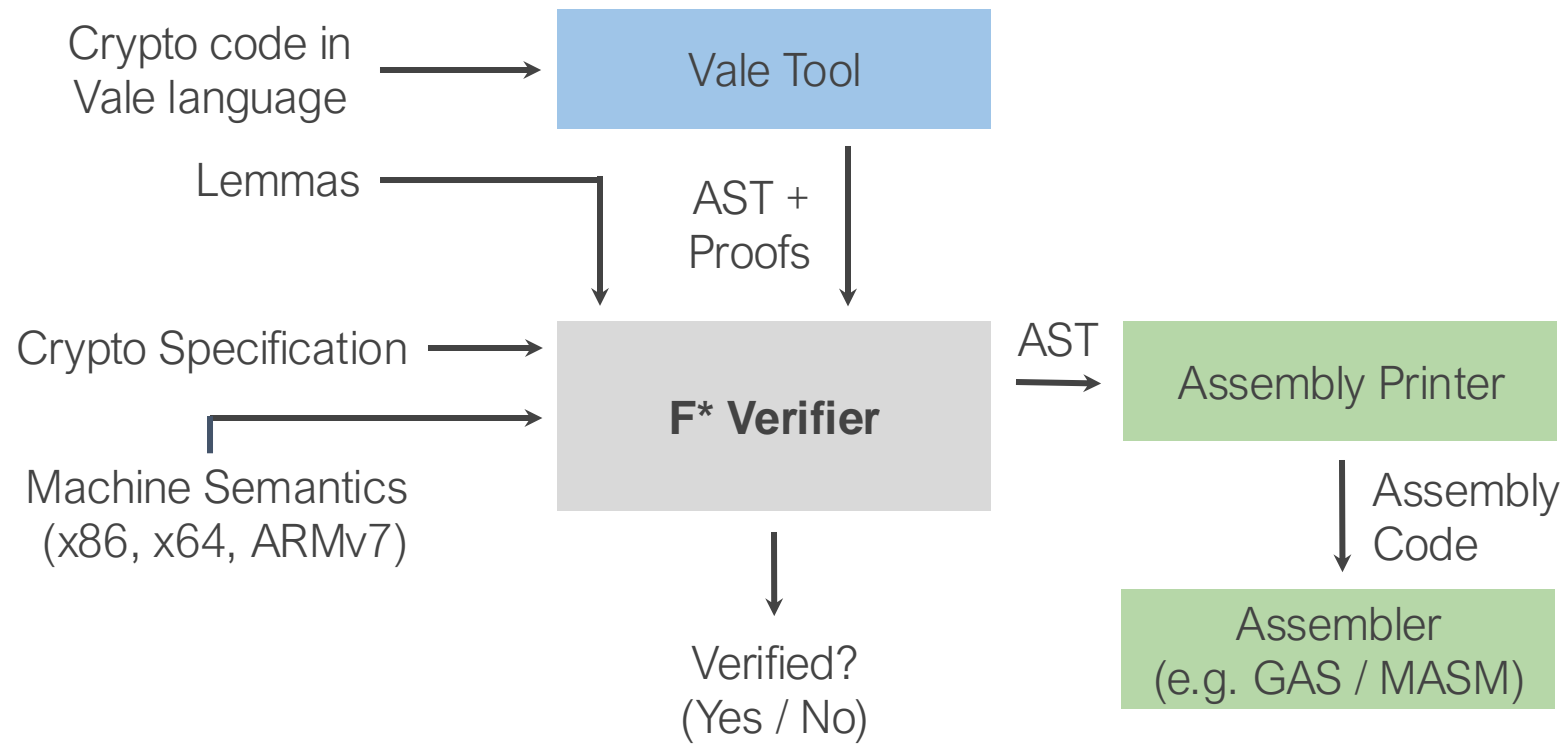 Crypto code in
Vale language
Vale Tool
Lemmas
AST +
Proofs
Crypto Specification
F* Verifier
AST
Assembly Printer
Machine Semantics
(x86, x64, ARMv7)
Assembly
Code
Verified?
(Yes / No)
Assembler
(e.g. GAS / MASM)